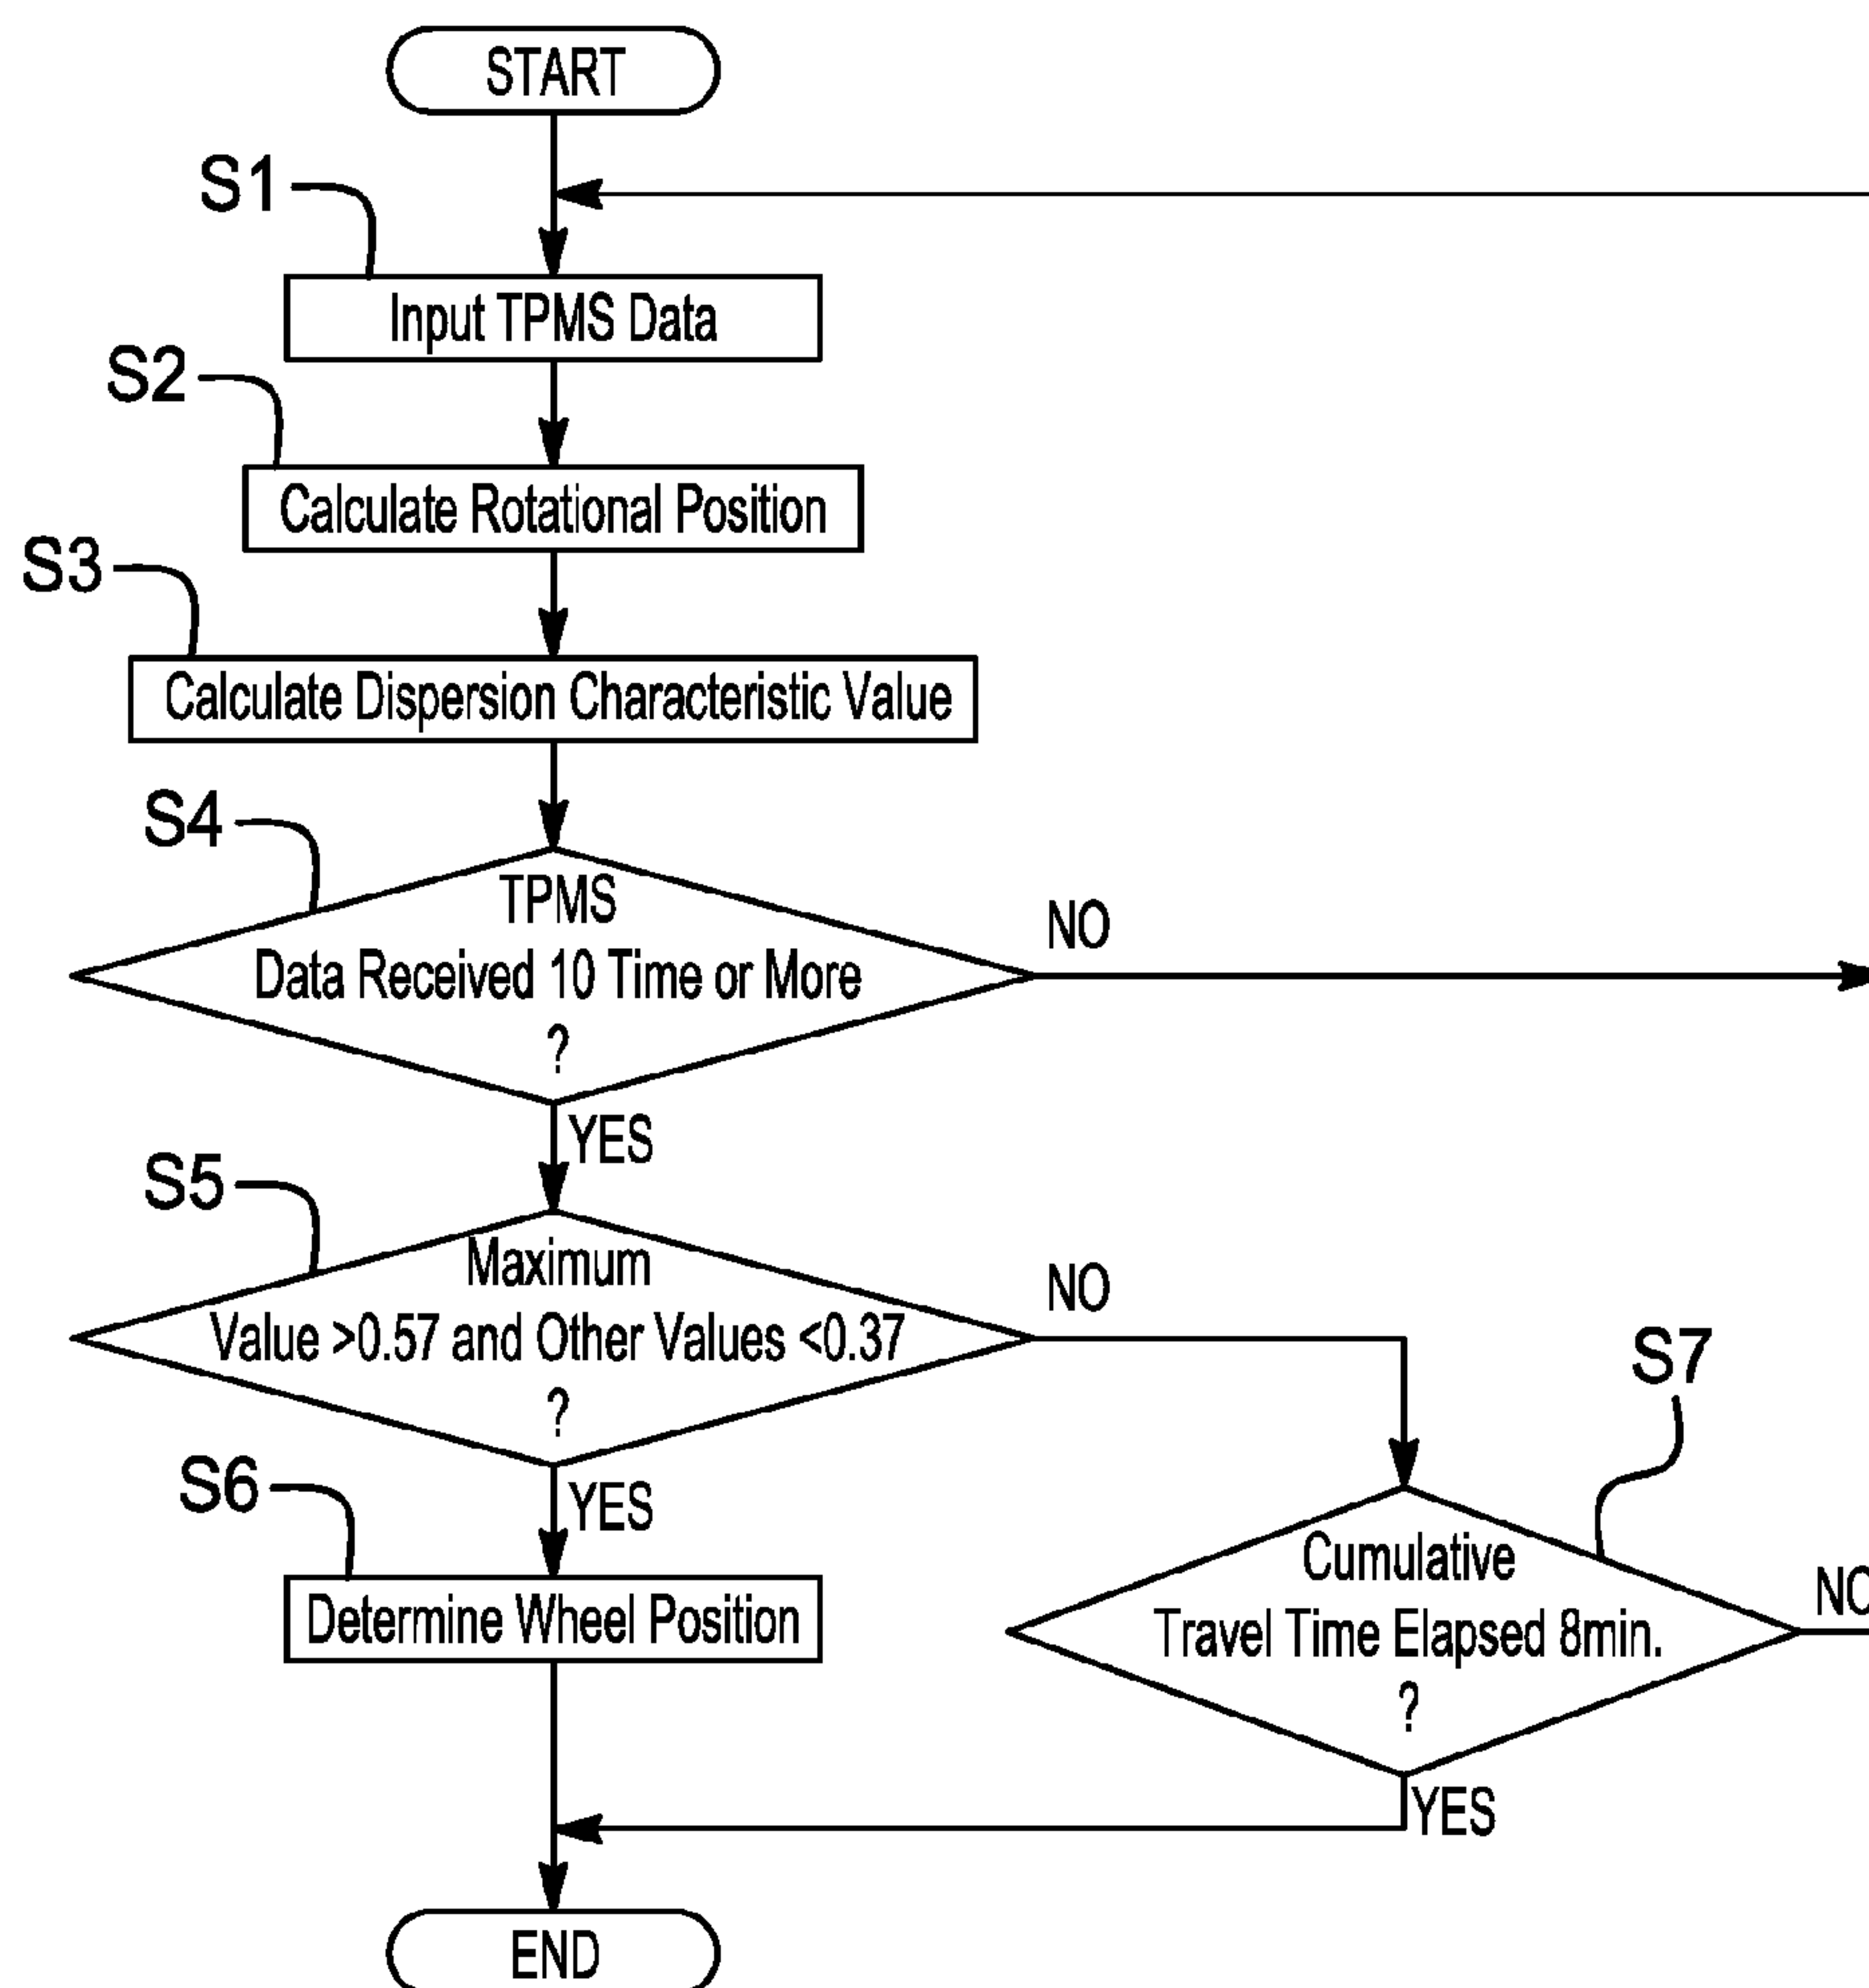 START
S1
Input TPMS Data
S2
Calculate Rotational Position
S3
Calculate Dispersion Characteristic Value
S4
TPMS
Data Received 10 Time or More
?
NO
YES
S5
Maximum
Value >0.57 and Other Values <0.37
?
NO
YES
S6
Determine Wheel Position
S7
Cumulative
Travel Time Elapsed 8min.
?
NO
YES
END